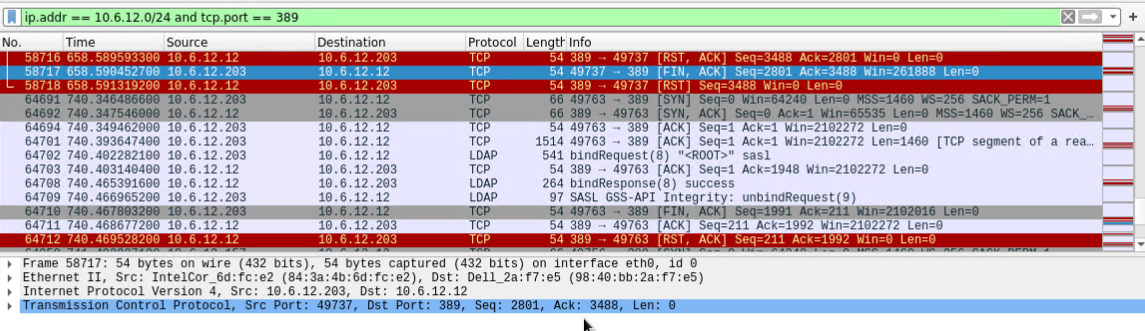 ip.addr == 10.6.12.0/24 and tcp.port == 389
No. Time Source Destination Protocol Length Info
58716 658.589593300 10.6.12.12 10.6.12.203 TCP 54 389 → 49737 [RST, ACK] Seq=3488 Ack=2801 Win=0 Len=0
58717 658.590452700 10.6.12.203 10.6.12.12 TCP 54 49737 → 389 [FIN, ACK] Seq=2801 Ack=3488 Win=261888 Len=0
58718 658.591319200 10.6.12.12 10.6.12.203 TCP 54 389 → 49737 [RST] Seq=3488 Win=0 Len=0
64691 740.346486600 10.6.12.203 10.6.12.12 TCP 66 49763 → 389 [SYN] Seq=0 Win=64240 Len=0 MSS=1460 WS=256 SACK_PERM=1
64692 740.347546000 10.6.12.12 10.6.12.203 TCP 66 389 → 49763 [SYN, ACK] Seq=0 Ack=1 Win=65535 Len=0 MSS=1460 WS=256 SACK_…
64694 740.349462000 10.6.12.203 10.6.12.12 TCP 54 49763 → 389 [ACK] Seq=1 Ack=1 Win=2102272 Len=0
64701 740.393647400 10.6.12.203 10.6.12.12 TCP 1514 49763 → 389 [ACK] Seq=1 Ack=1 Win=2102272 Len=1460 [TCP segment of a rea…
64702 740.402282100 10.6.12.203 10.6.12.12 LDAP 541 bindRequest(8) "<ROOT>" sasl
64703 740.403140400 10.6.12.12 10.6.12.203 TCP 54 389 → 49763 [ACK] Seq=1 Ack=1948 Win=2102272 Len=0
64708 740.465391600 10.6.12.12 10.6.12.203 LDAP 264 bindResponse(8) success
64709 740.466965200 10.6.12.203 10.6.12.12 LDAP 97 SASL GSS-API Integrity: unbindRequest(9)
64710 740.467803200 10.6.12.203 10.6.12.12 TCP 54 49763 → 389 [FIN, ACK] Seq=1991 Ack=211 Win=2102016 Len=0
64711 740.468677200 10.6.12.12 10.6.12.203 TCP 54 389 → 49763 [ACK] Seq=211 Ack=1992 Win=2102272 Len=0
64712 740.469528200 10.6.12.12 10.6.12.203 TCP 54 389 → 49763 [RST, ACK] Seq=211 Ack=1992 Win=0 Len=0
Frame 58717: 54 bytes on wire (432 bits), 54 bytes captured (432 bits) on interface eth0, id 0
Ethernet II, Src: IntelCor_6d:fc:e2 (84:3a:4b:6d:fc:e2), Dst: Dell_2a:f7:e5 (98:40:bb:2a:f7:e5)
Internet Protocol Version 4, Src: 10.6.12.203, Dst: 10.6.12.12
Transmission Control Protocol, Src Port: 49737, Dst Port: 389, Seq: 2801, Ack: 3488, Len: 0